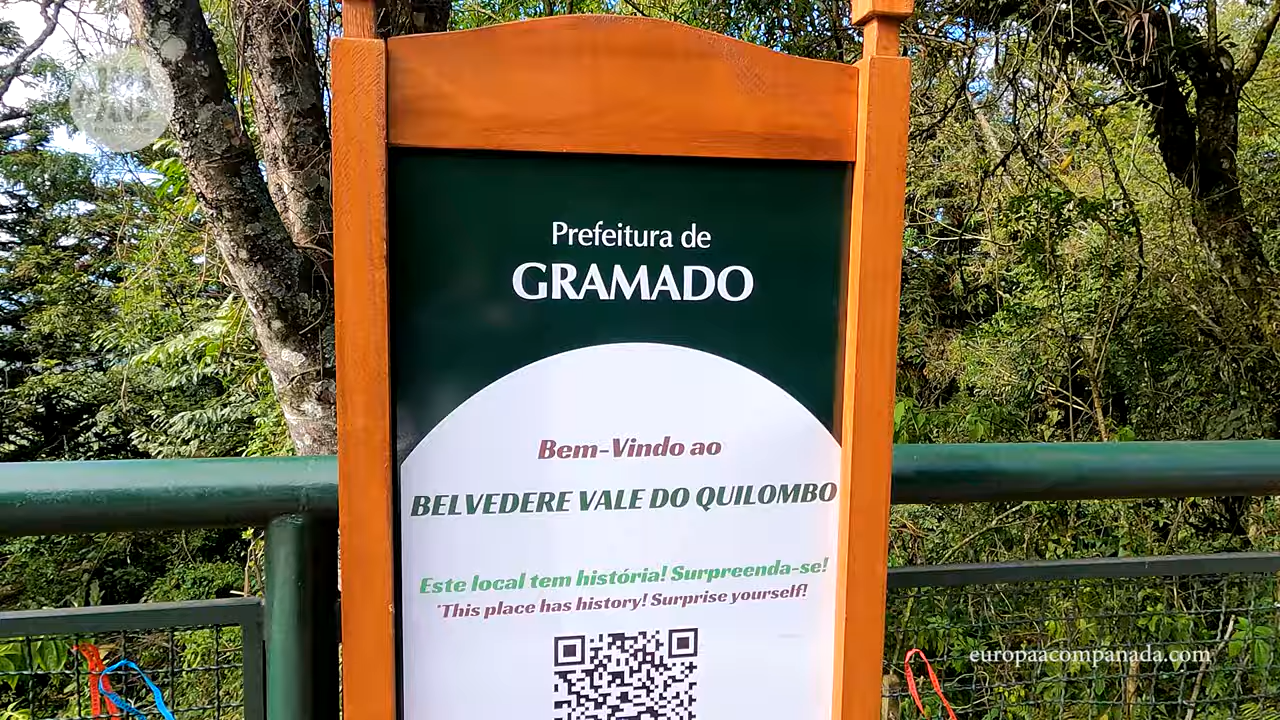 Prefeitura de
GRAMADO
Bem-Vindo ao
BELVEDERE VALE DO QUILOMBO
Este local tem história! Surpreenda-se!
*This place has history! Surprise yourself!
europaacompanada.com